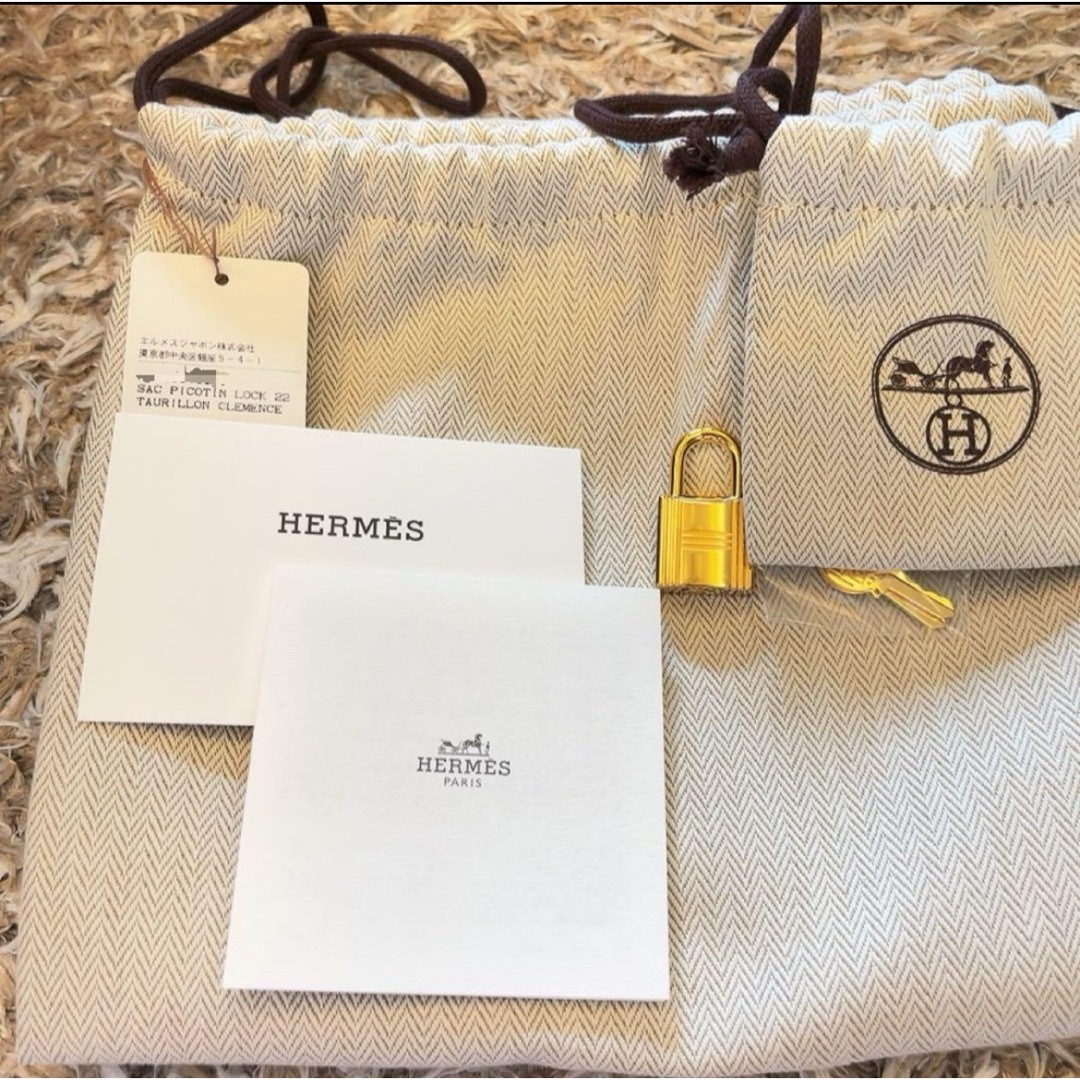 エルメスジャポン株式会社
東京都中央区銀座5-4-1
SAC PICOTIN LOCK 22
TAURILLON CLEMENCE
HERMÈS
HERMÈS
PARIS
H